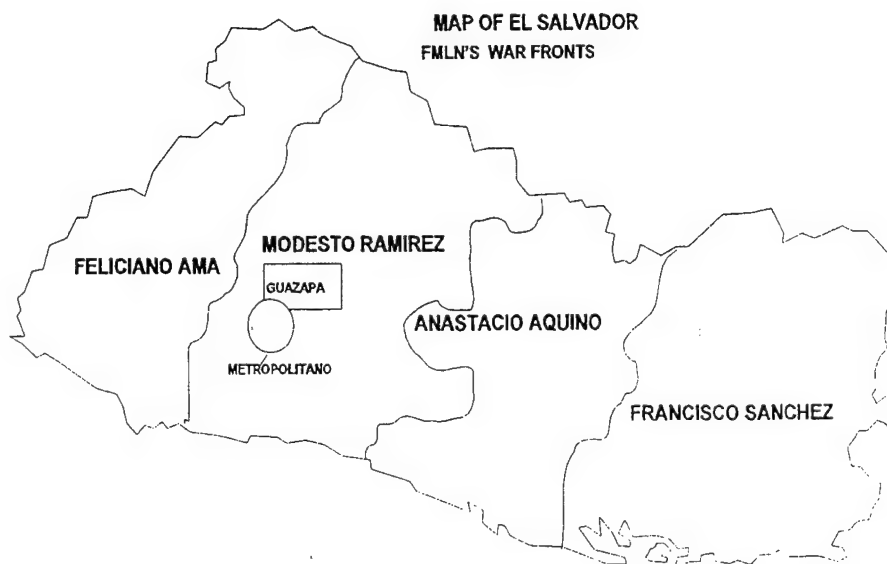 MAP OF EL SALVADOR
FMLN'S WAR FRONTS
MODESTO RAMIREZ
FELICIANO AMA
GUAZAPA
ANASTACIO AQUINO
METROPOLITANO
FRANCISCO SANCHEZ